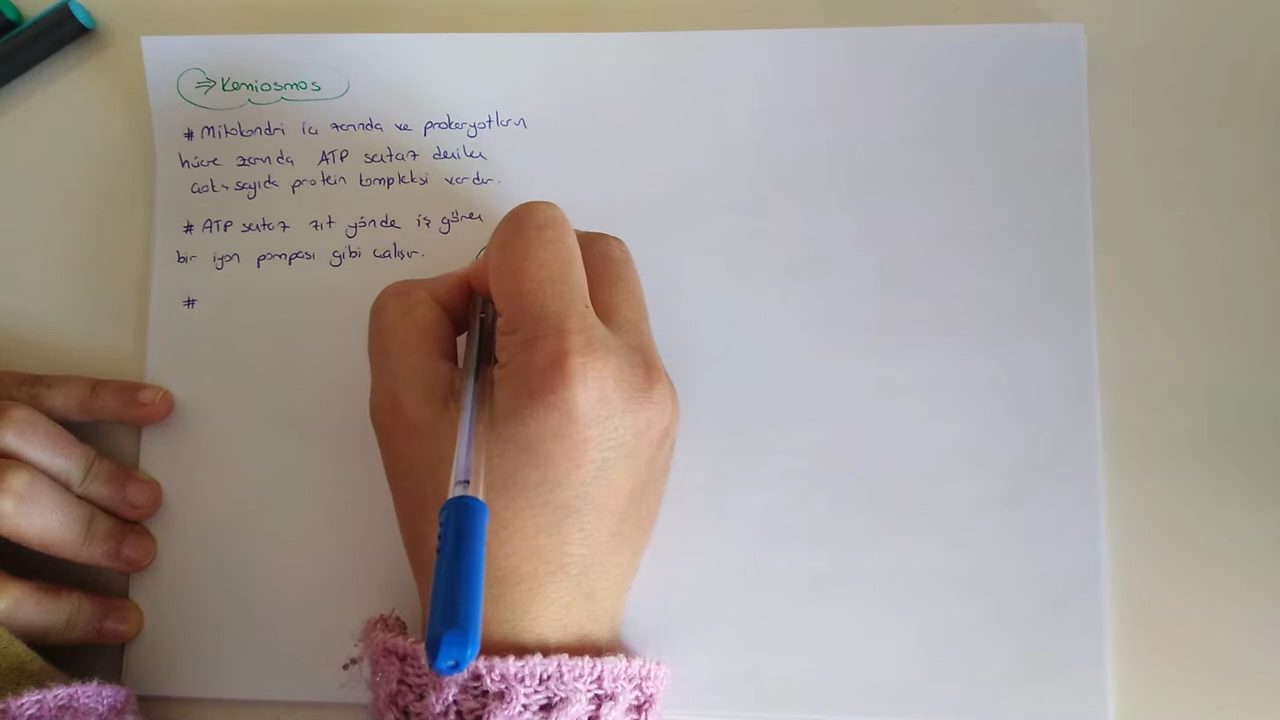 ⇒ Kemiosmos
# Mitokondri iç zarında ve prokaryotların
hücre zarında ATP sentaz denilen
çok sayıda protein kompleksi vardır.
# ATP sentaz zıt yönde iş gören
bir iyon pompası gibi çalışır.
#